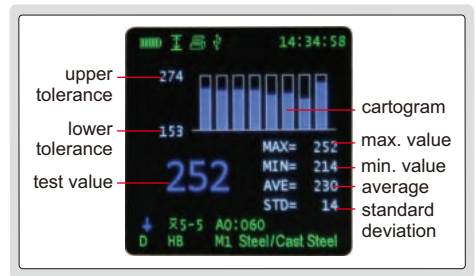 14:34:58
upper tolerance
274
cartogram
lower tolerance
153
MAX= 252
max. value
MIN= 214
min. value
test value
252
AVE= 230
average
STD= 14
standard deviation
x̄5-5 A0:060
D HB M1 Steel/Cast Steel